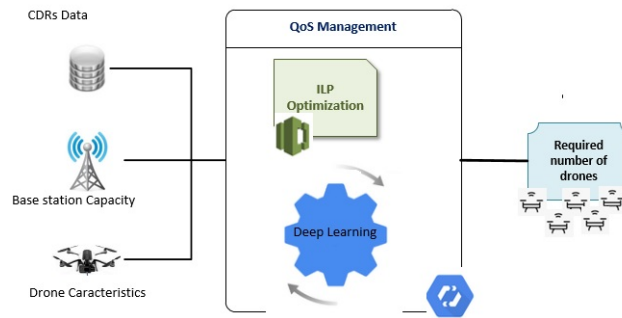 CDRs Data
Base station Capacity
Drone Caracteristics
QoS Management
ILP
Optimization
Deep Learning
Required
number of
drones